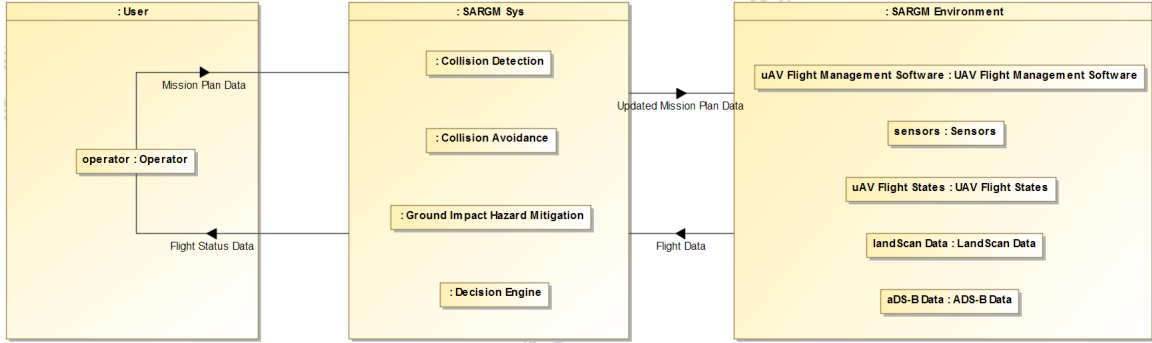 : User
Mission Plan Data
operator : Operator
Flight Status Data
: SARGM Sys
: Collision Detection
: Collision Avoidance
: Ground Impact Hazard Mitigation
: Decision Engine
Updated Mission Plan Data
Flight Data
: SARGM Environment
uAV Flight Management Software : UAV Flight Management Software
sensors : Sensors
uAV Flight States : UAV Flight States
landScan Data : LandScan Data
aDS-B Data : ADS-B Data